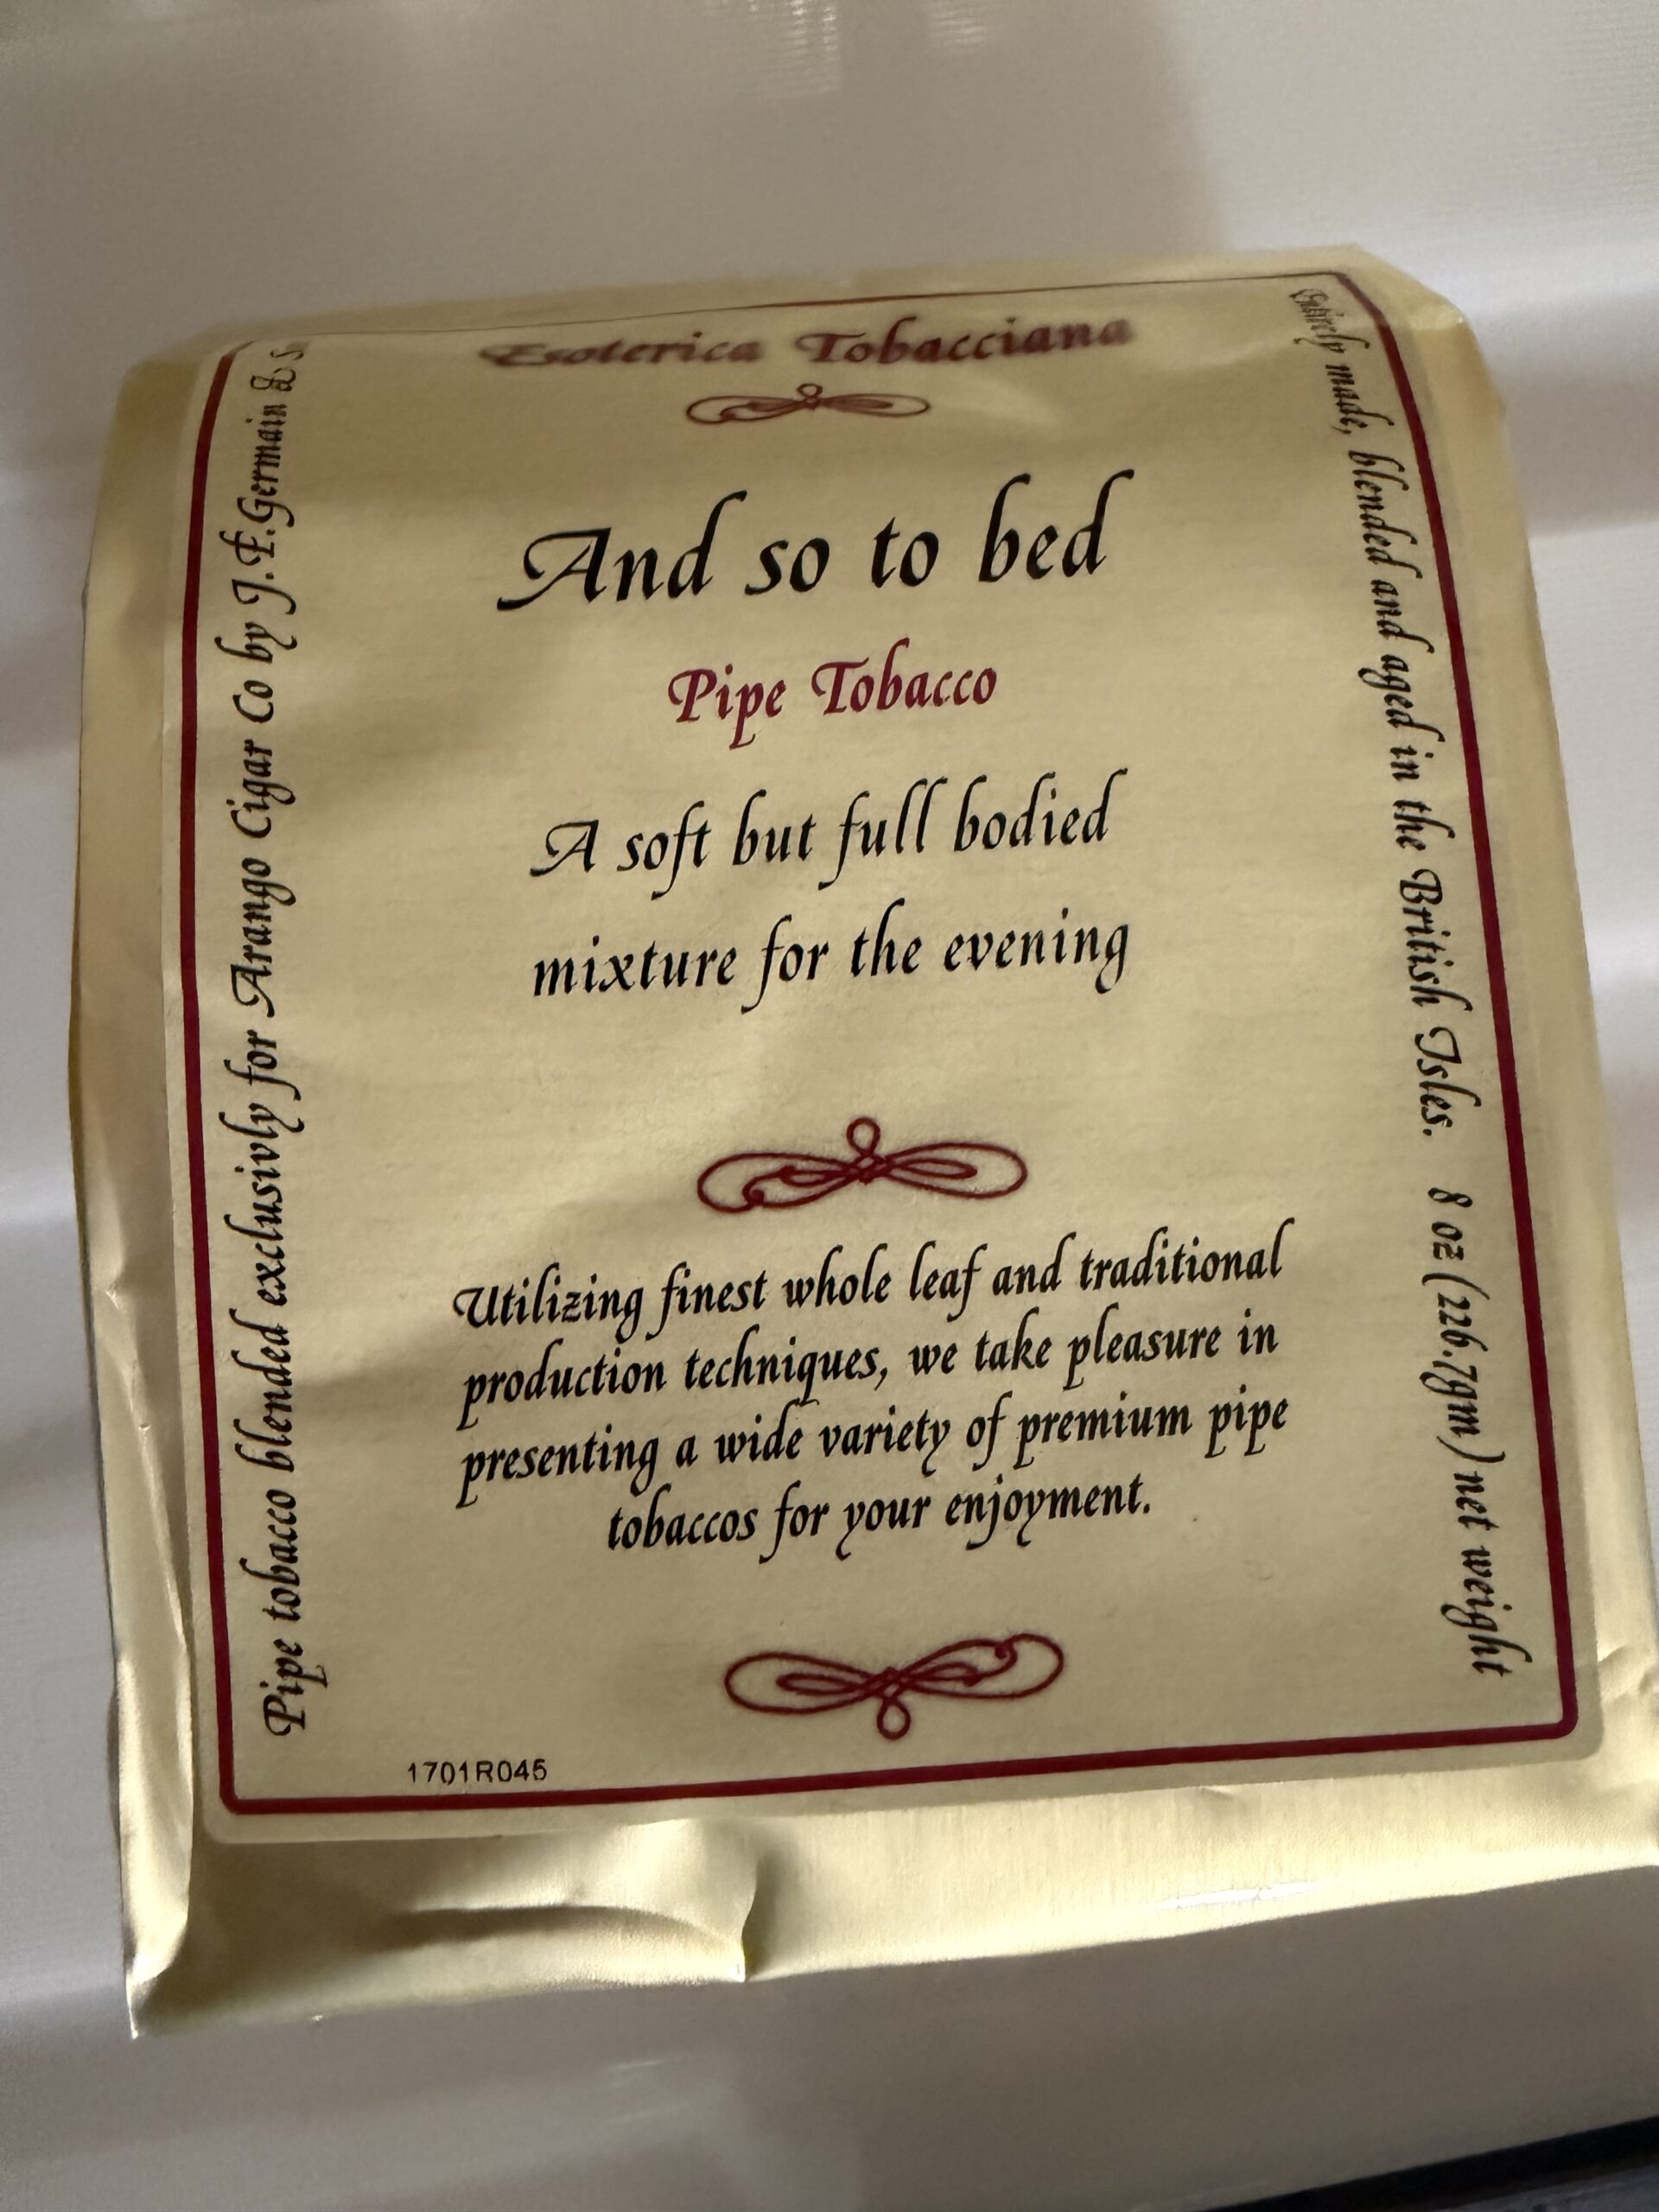 Esoterica Tobacciana
And so to bed
Pipe Tobacco
A soft but full bodied
mixture for the evening
Utilizing finest whole leaf and traditional
production techniques, we take pleasure in
presenting a wide variety of premium pipe
tobaccos for your enjoyment.
1701R045
Pipe tobacco blended exclusivly for Arango Cigar Co by J.F.Germain &
Entirely made, blended and aged in the British Isles. 8 oz (226.7gm) net weight